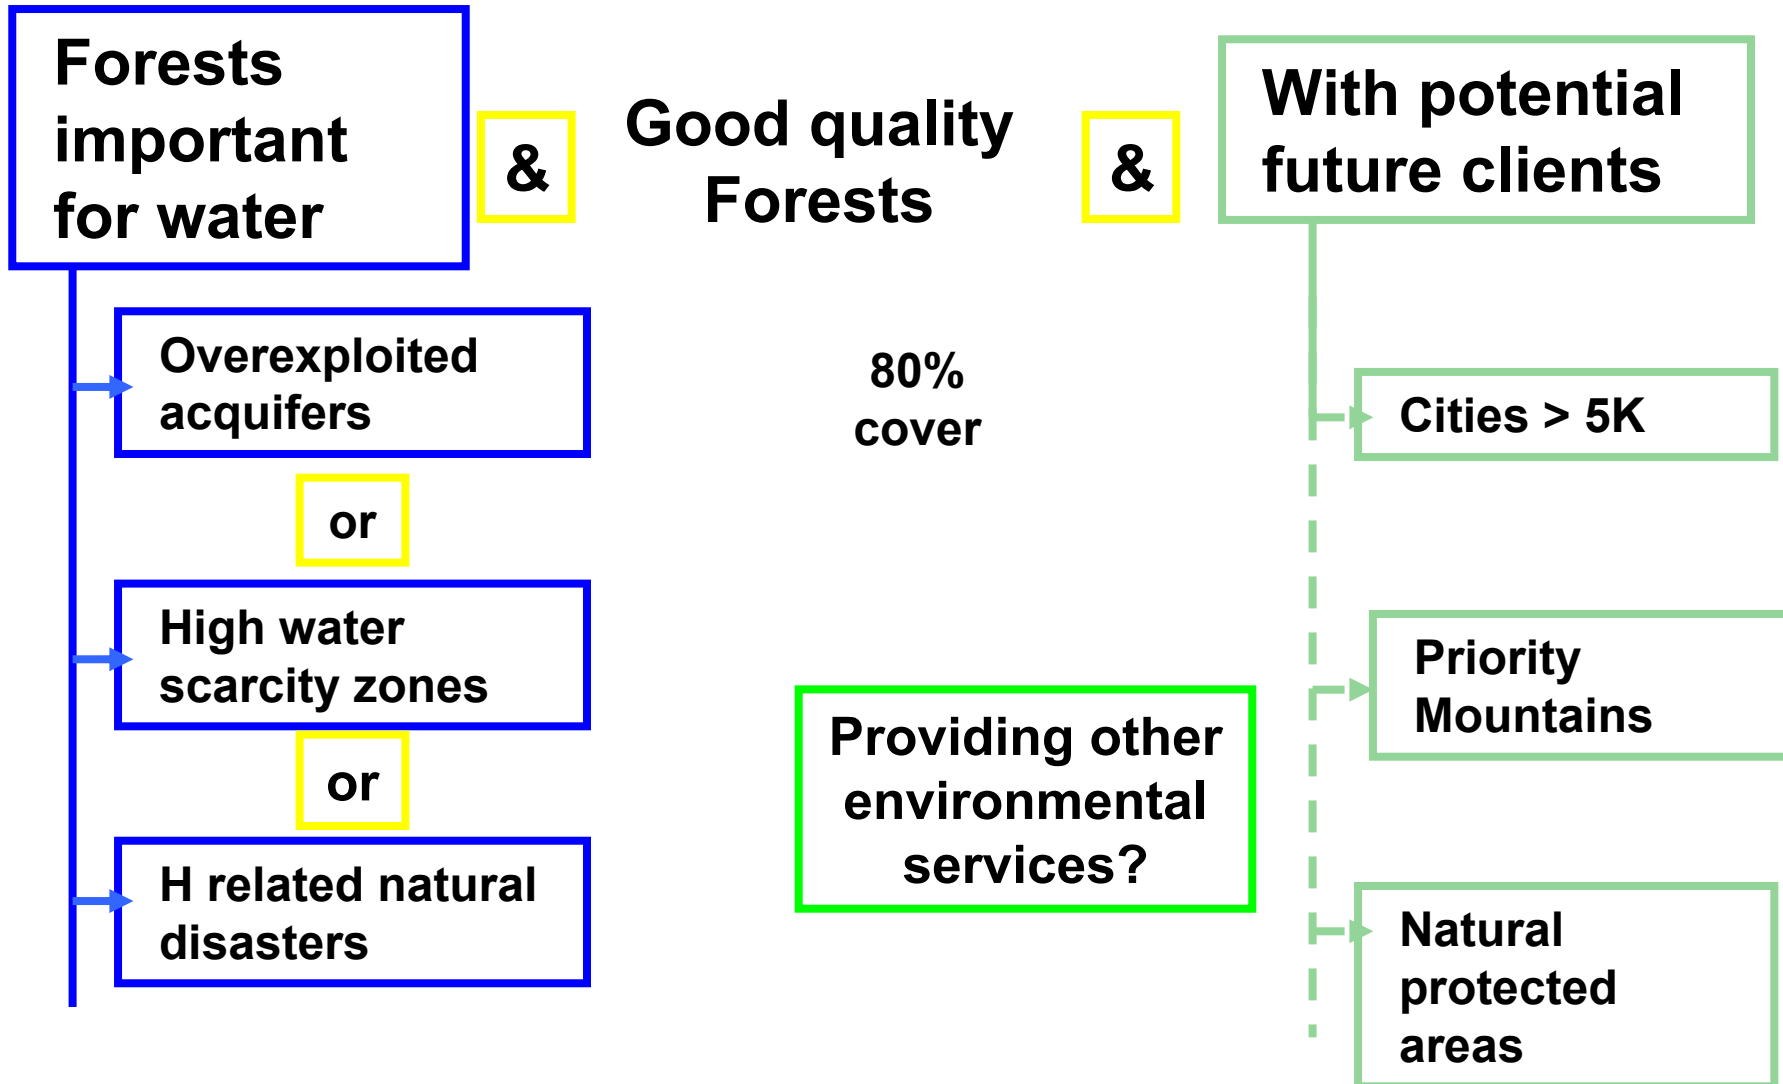 Forests
important
for water
&
Good quality
Forests
&
With potential
future clients
Overexploited
acquifers
or
High water
scarcity zones
or
H related natural
disasters
80%
cover
Providing other
environmental
services?
Cities > 5K
Priority
Mountains
Natural
protected
areas